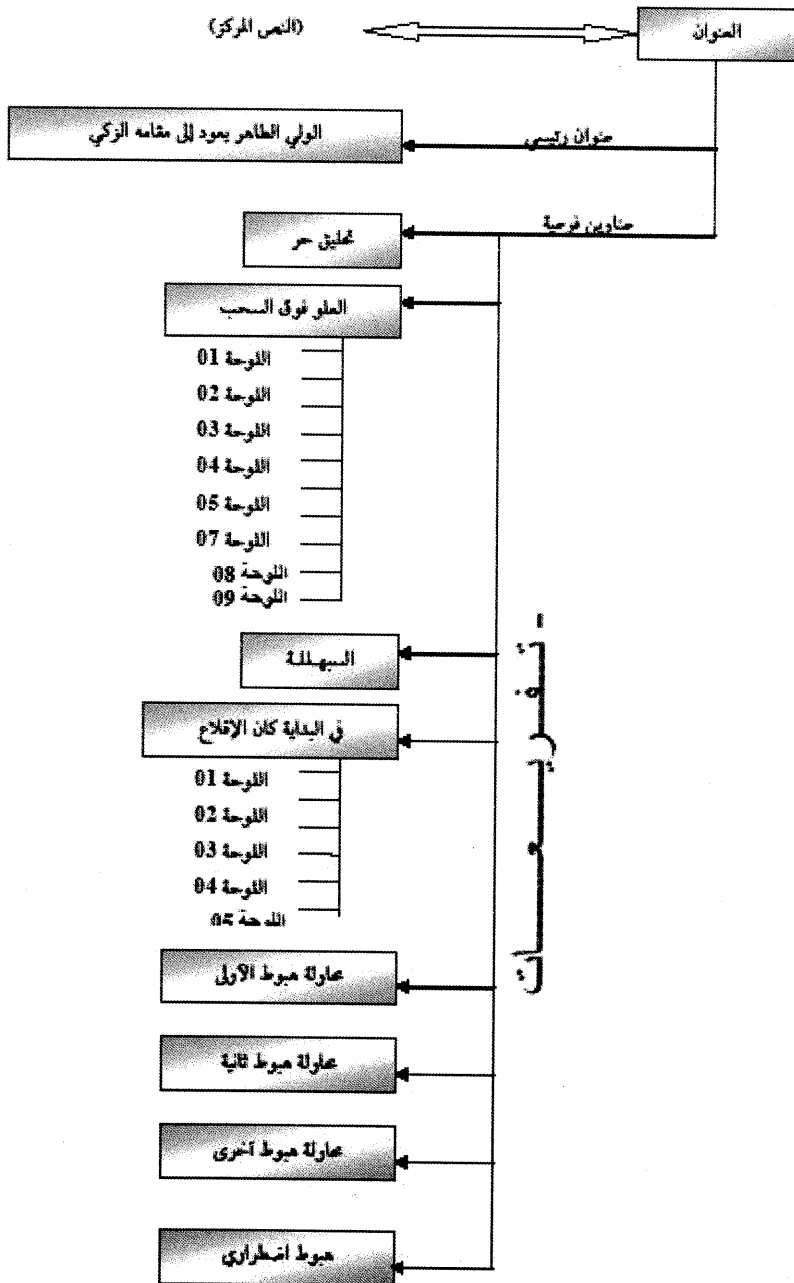 العنوان
(النص المركز)
عنوان رئيسي
الولي الطاهر يعود إلى مقامه الزكي
عناوين فرعية
تحليق حر
العلو فوق السحب
اللوحة 01
اللوحة 02
اللوحة 03
اللوحة 04
اللوحة 05
اللوحة 07
اللوحة 08
اللوحة 09
السبهللة
في البداية كان الإقلاع
اللوحة 01
اللوحة 02
اللوحة 03
اللوحة 04
اللوحة 05
محاولة هبوط الأولى
محاولة هبوط ثانية
محاولة هبوط أخرى
هبوط اضطراري
- تفريعات